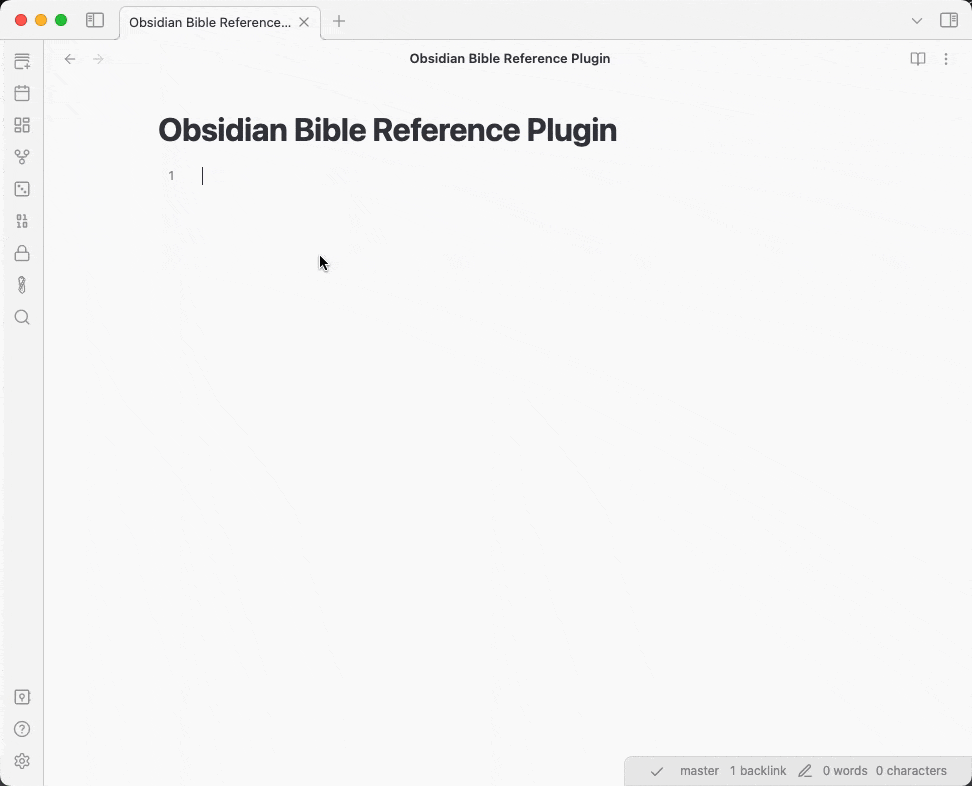 Obsidian Bible Reference...
Obsidian Bible Reference Plugin
Obsidian Bible Reference Plugin
1
master 1 backlink 0 words 0 characters